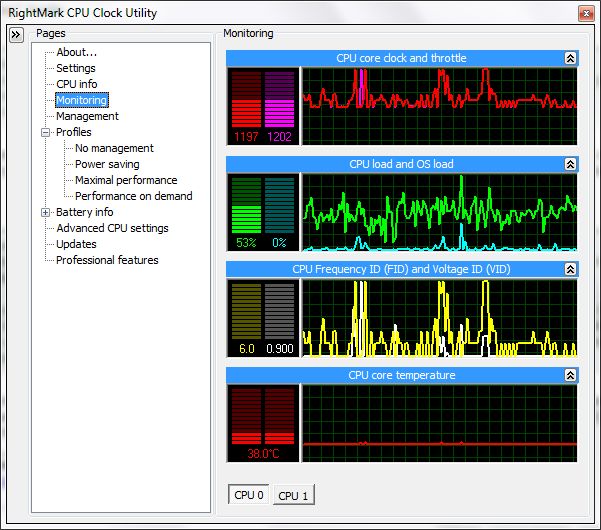 RightMark CPU Clock Utility
Pages
About...
Settings
CPU info
Monitoring
Management
Profiles
No management
Power saving
Maximal performance
Performance on demand
Battery info
Advanced CPU settings
Updates
Professional features
Monitoring
CPU core clock and throttle
1197 1202
CPU load and OS load
53% 0%
CPU Frequency ID (FID) and Voltage ID (VID)
6.0 0.900
CPU core temperature
38.0°C
CPU 0 CPU 1